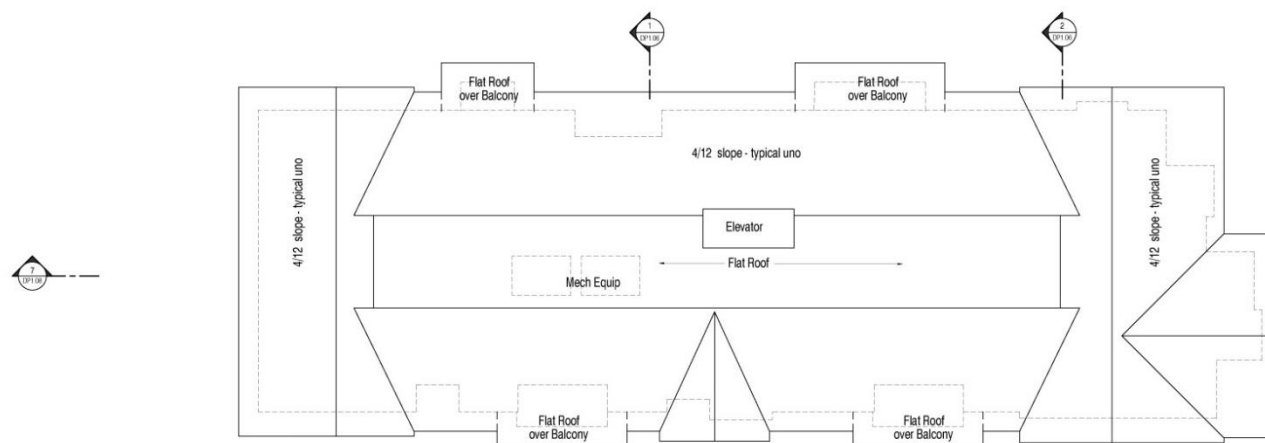 1
DP1.06
2
DP1.06
Flat Roof
over Balcony
Flat Roof
over Balcony
4/12 slope - typical uno
4/12 slope - typical uno
4/12 slope - typical uno
Elevator
Flat Roof
7
DP1.06
Mech Equip
Flat Roof
over Balcony
Flat Roof
over Balcony